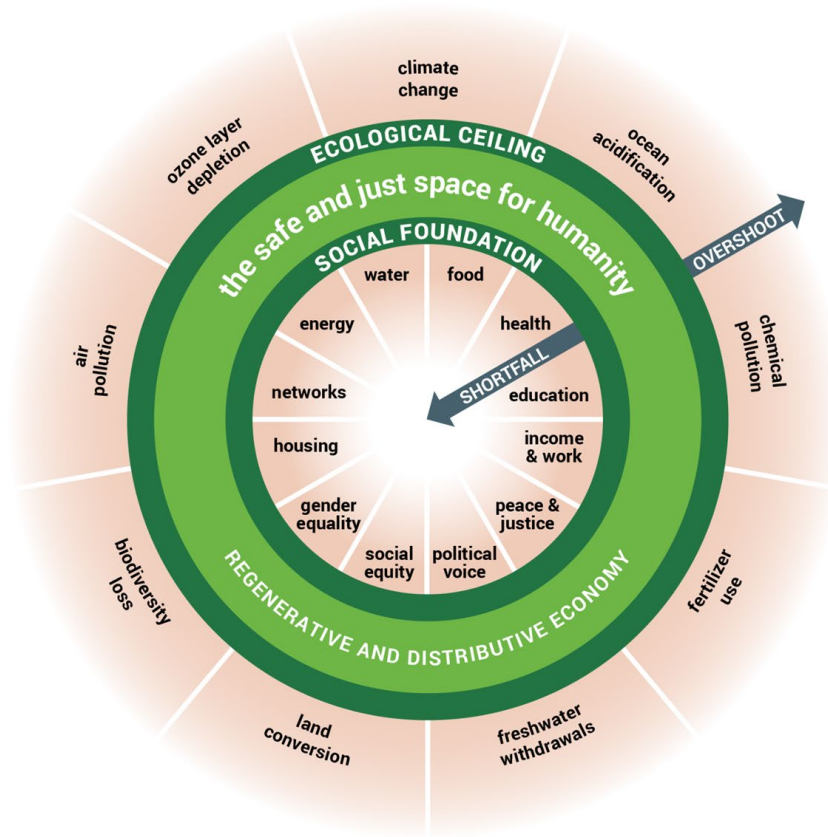 climate
change
ozone layer
depletion
ocean
acidification
ECOLOGICAL CEILING
the safe and just space for humanity
SOCIAL FOUNDATION
OVERSHOOT
water
food
energy
health
air
pollution
chemical
pollution
SHORTFALL
networks
education
housing
income
& work
gender
equality
peace &
justice
social
equity
political
voice
biodiversity
loss
fertilizer
use
REGENERATIVE AND DISTRIBUTIVE ECONOMY
land
conversion
freshwater
withdrawals